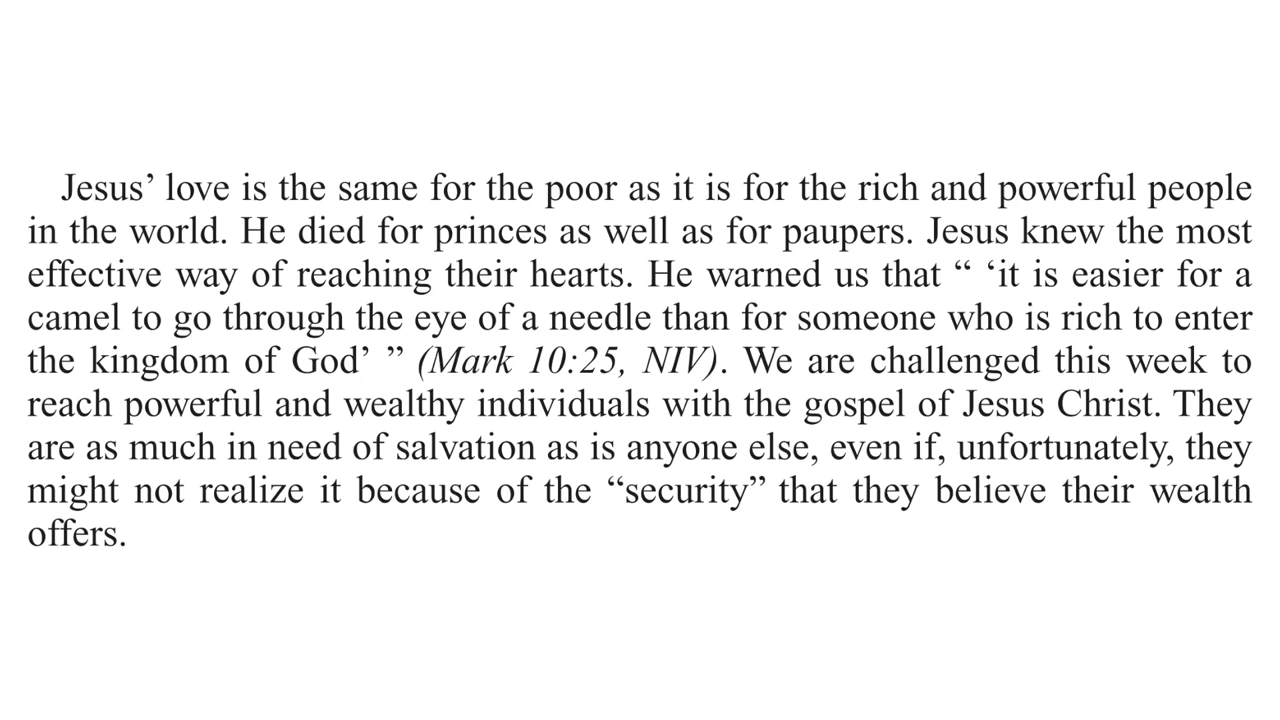 Jesus’ love is the same for the poor as it is for the rich and powerful people
in the world. He died for princes as well as for paupers. Jesus knew the most
effective way of reaching their hearts. He warned us that “ ‘it is easier for a
camel to go through the eye of a needle than for someone who is rich to enter
the kingdom of God’ ” (Mark 10:25, NIV). We are challenged this week to
reach powerful and wealthy individuals with the gospel of Jesus Christ. They
are as much in need of salvation as is anyone else, even if, unfortunately, they
might not realize it because of the “security” that they believe their wealth
offers.